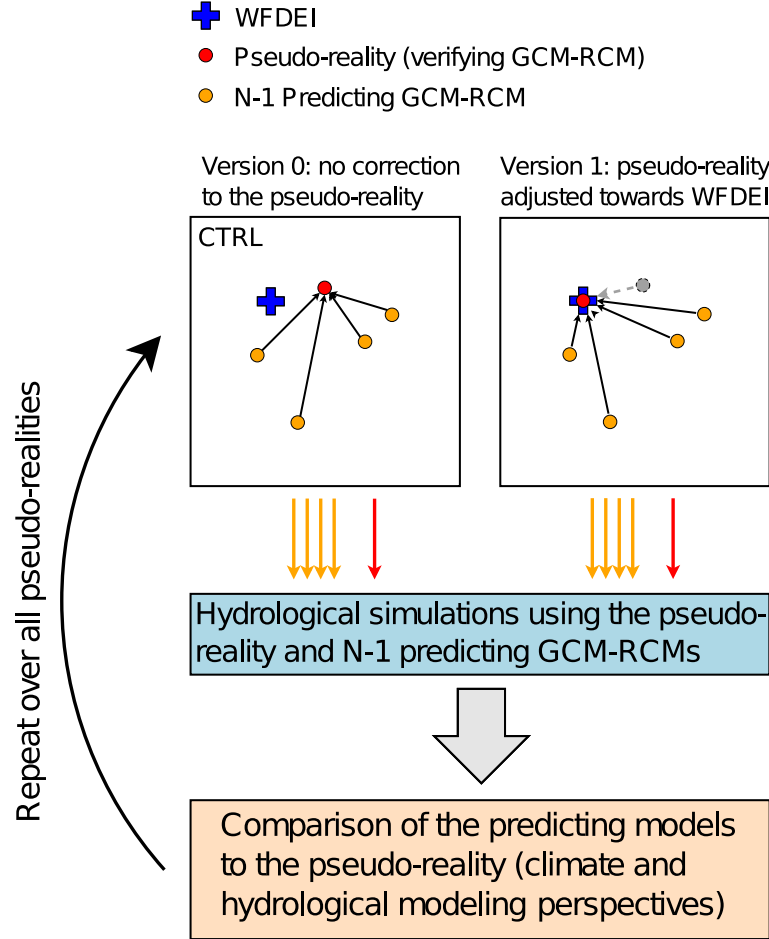 WFDEI
Pseudo-reality (verifying GCM-RCM)
N-1 Predicting GCM-RCM
Version 0: no correction
to the pseudo-reality
Version 1: pseudo-reality
adjusted towards WFDEI
CTRL
Repeat over all pseudo-realities
Hydrological simulations using the pseudo-
reality and N-1 predicting GCM-RCMs
Comparison of the predicting models
to the pseudo-reality (climate and
hydrological modeling perspectives)